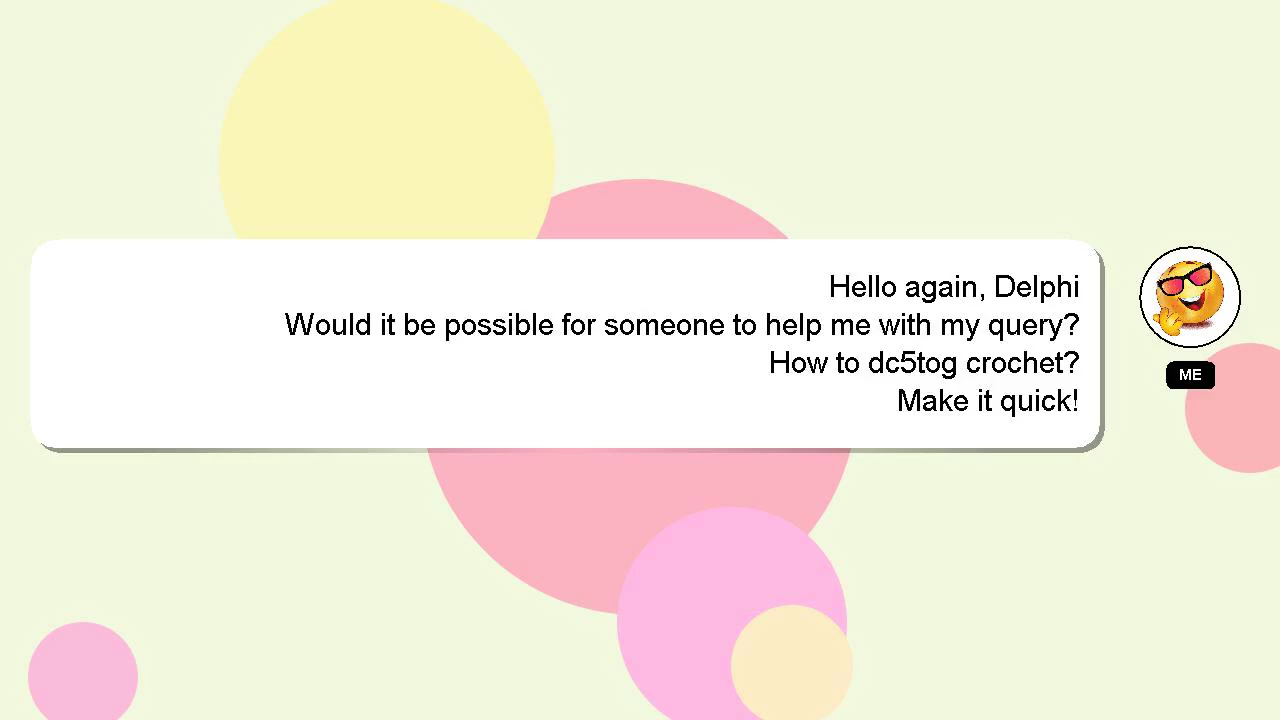 Hello again, Delphi
Would it be possible for someone to help me with my query?
How to dc5tog crochet?
Make it quick!
ME